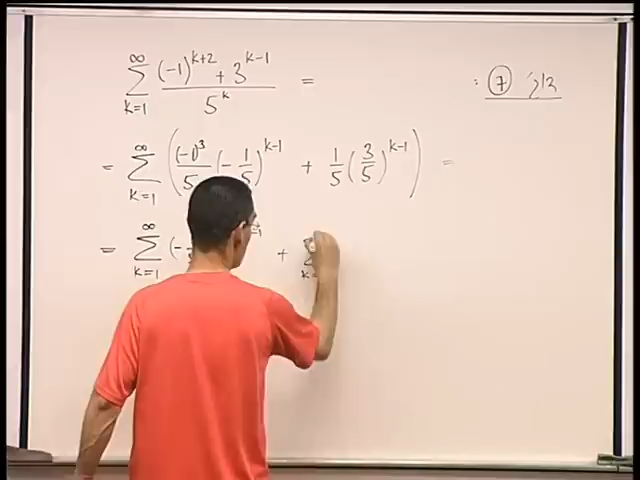 : ⑦ דוג'
∞ ∑ k=1 ((-1)^{k+2} + 3^{k-1}) / 5^k =
= ∞ ∑ k=1 ( (-1)^3 / 5 (-1/5)^{k-1} + 1/5 (3/5)^{k-1} ) =
= ∞ ∑ k=1 (- + ∑ k=